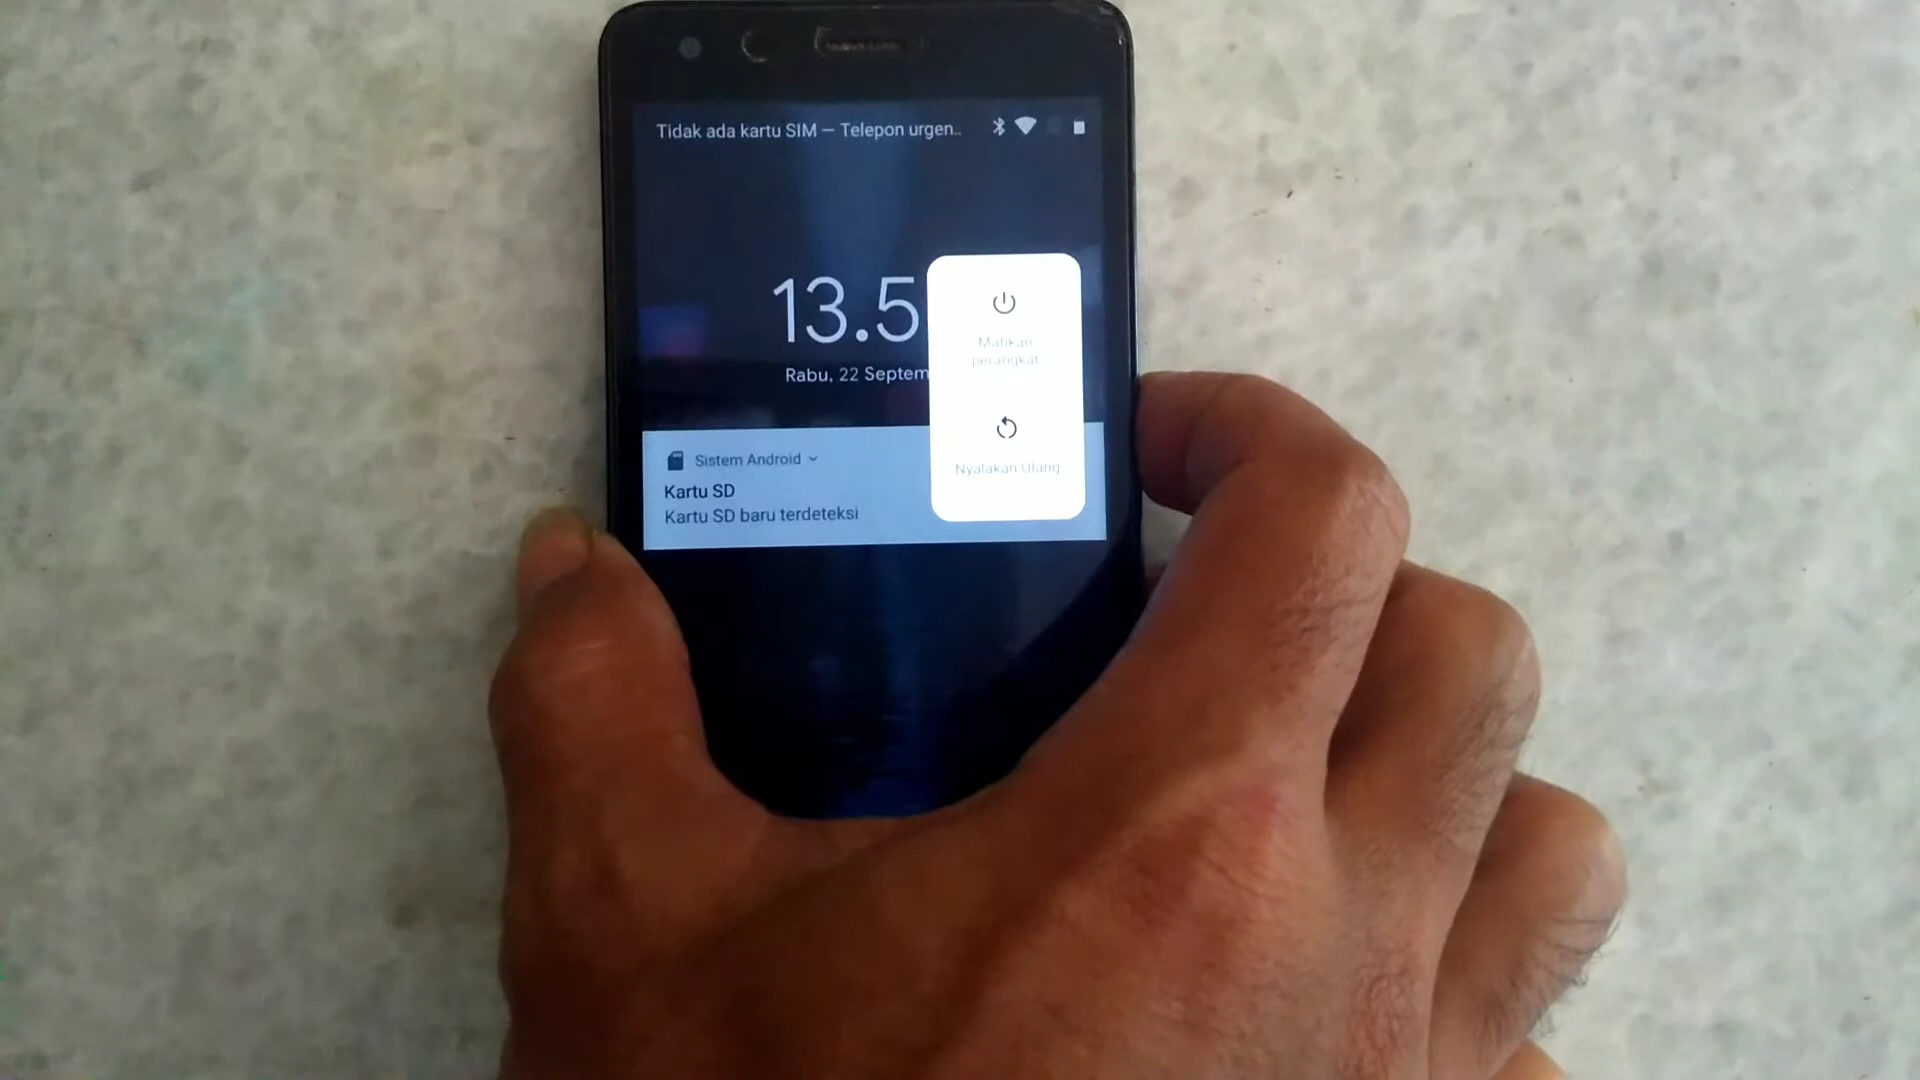 Tidak ada kartu SIM — Telepon urgen..
13.5
Rabu, 22 Septem
Matikan
perangkat
Sistem Android
Nyalakan Ulang
Kartu SD
Kartu SD baru terdeteksi